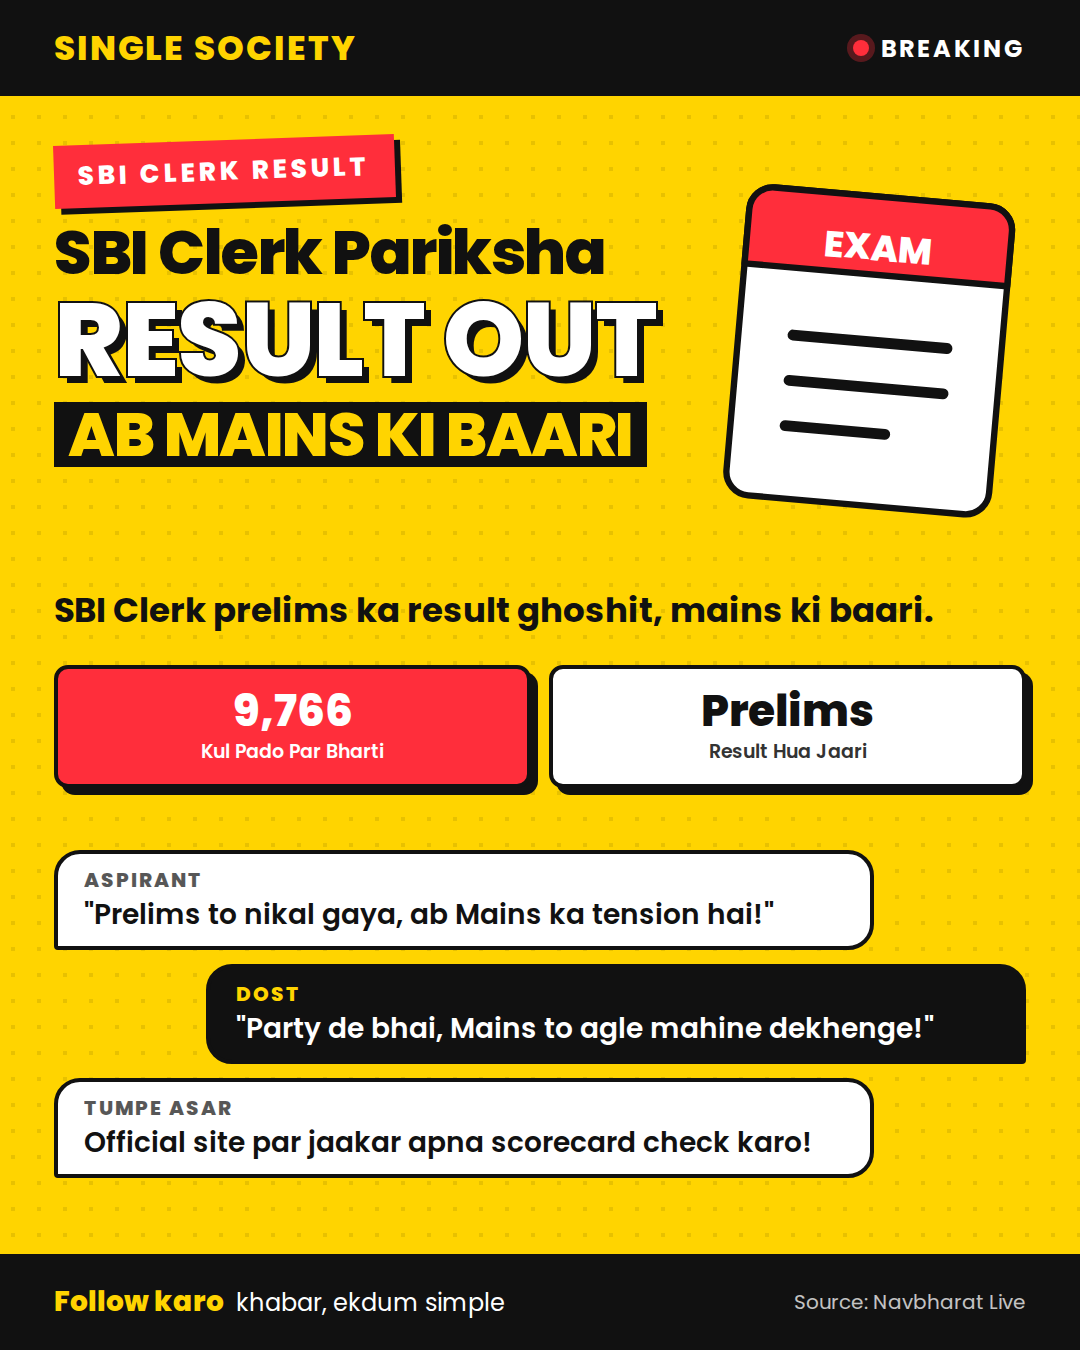 SINGLE SOCIETY
BREAKING
SBI CLERK RESULT
SBI Clerk Pariksha
RESULT OUT
AB MAINS KI BAARI
EXAM
SBI Clerk prelims ka result ghoshit, mains ki baari.
9,766
Kul Pado Par Bharti
Prelims
Result Hua Jaari
ASPIRANT
"Prelims to nikal gaya, ab Mains ka tension hai!"
DOST
"Party de bhai, Mains to agle mahine dekhenge!"
TUMPE ASAR
Official site par jaakar apna scorecard check karo!
Follow karo khabar, ekdum simple
Source: Navbharat Live